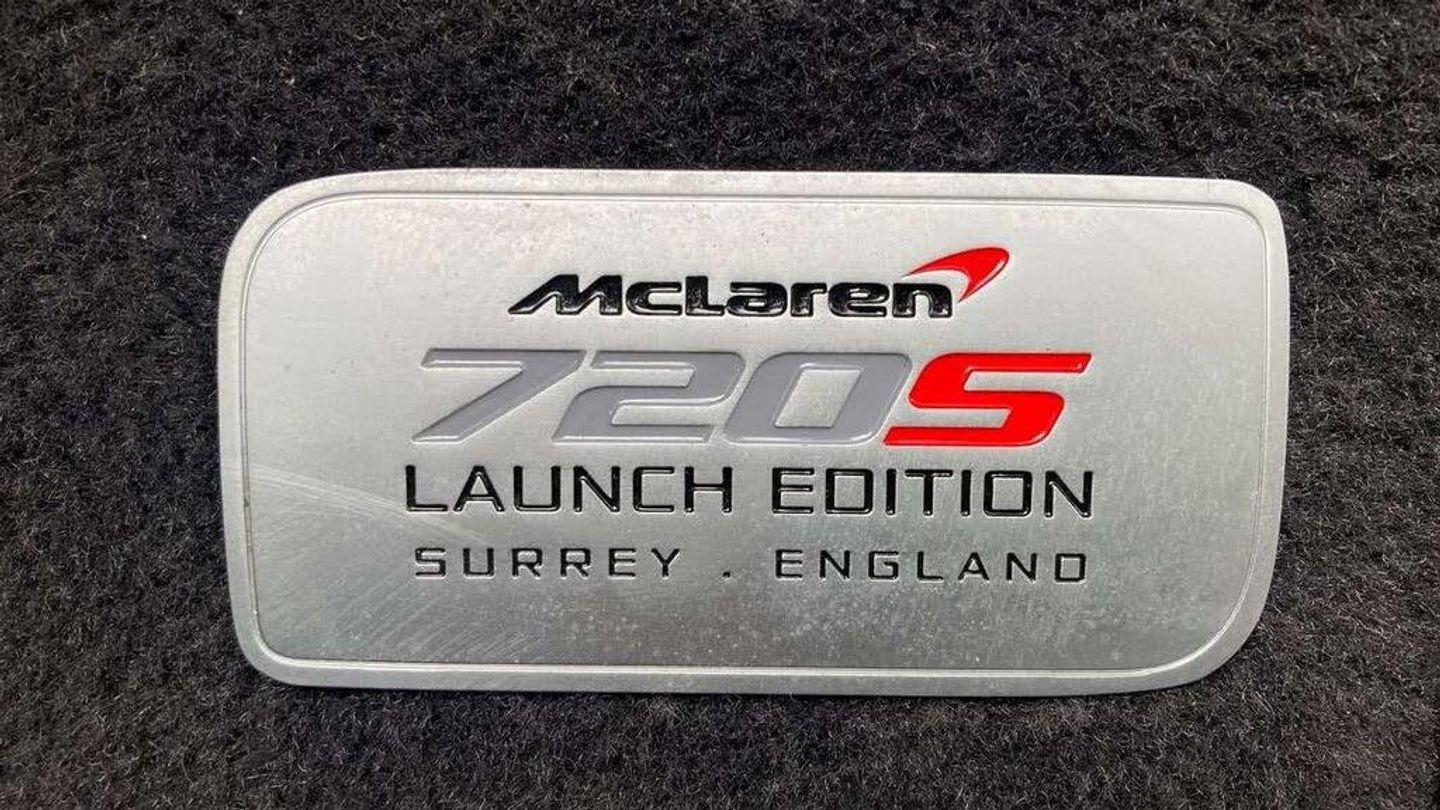 McLaren
720S
LAUNCH EDITION
SURREY . ENGLAND